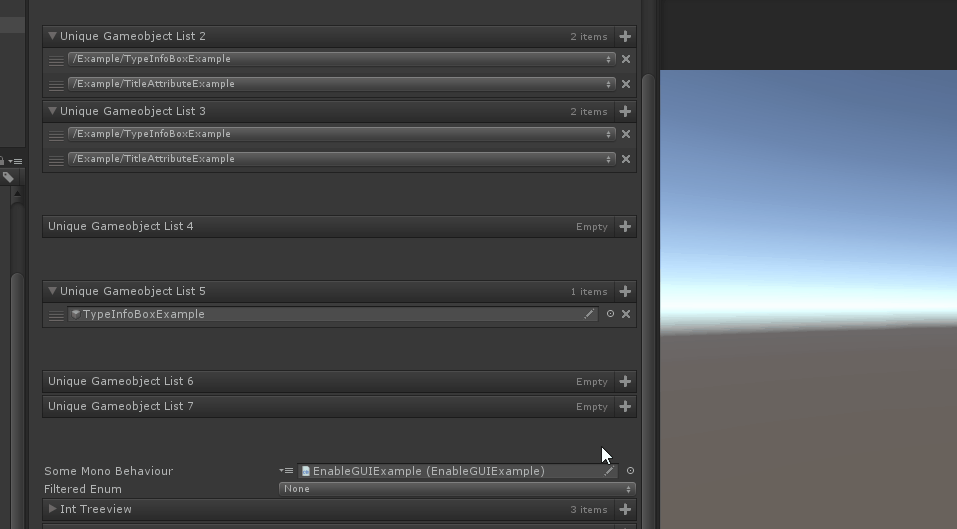 Unique Gameobject List 2 2 items
/Example/TypeInfoBoxExample
/Example/TitleAttributeExample
Unique Gameobject List 3 2 items
/Example/TypeInfoBoxExample
/Example/TitleAttributeExample
Unique Gameobject List 4 Empty
Unique Gameobject List 5 1 items
TypeInfoBoxExample
Unique Gameobject List 6 Empty
Unique Gameobject List 7 Empty
Some Mono Behaviour EnableGUIExample (EnableGUIExample)
Filtered Enum None
Int Treeview 3 items